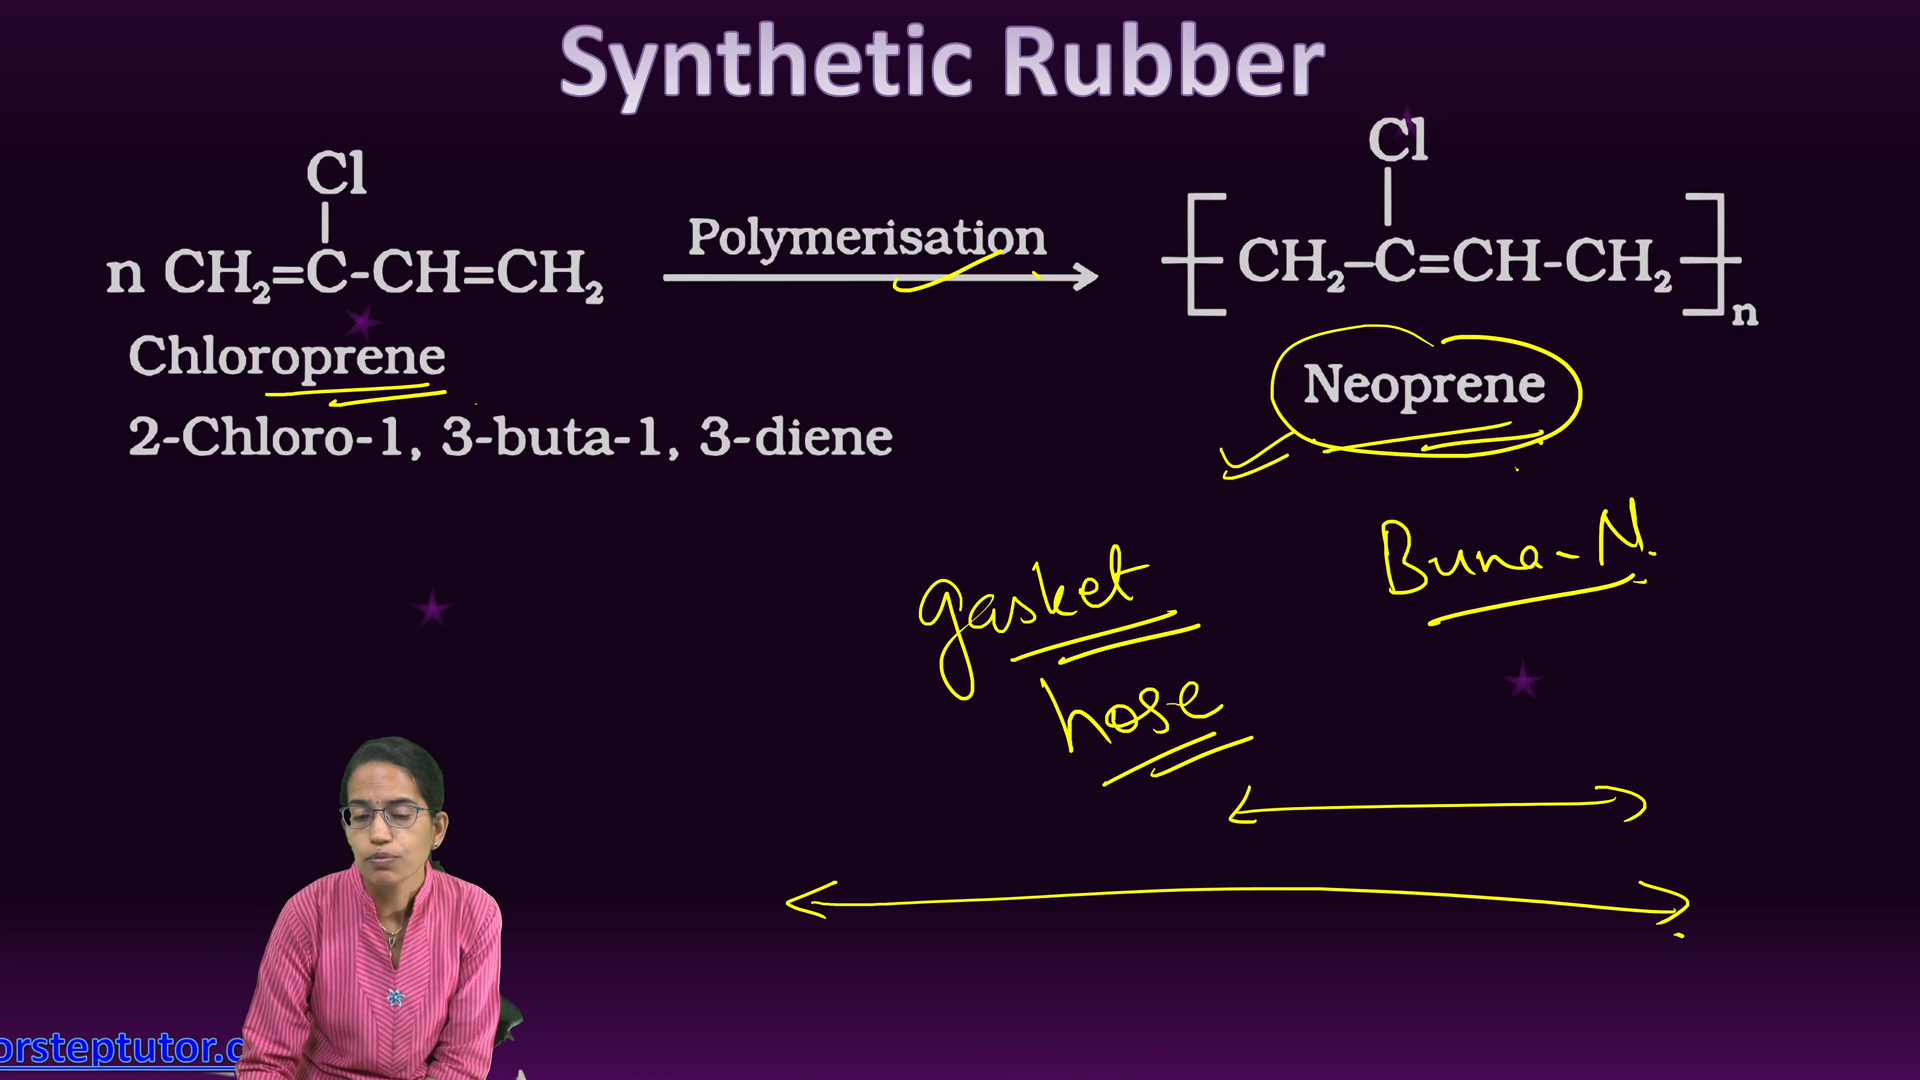 Synthetic Rubber
Cl
n CH₂=C-CH=CH₂
Polymerisation
Cl
CH₂–C=CH-CH₂
n
Chloroprene
Neoprene
2-Chloro-1, 3-buta-1, 3-diene
Buna-N.
gasket
hose
orsteptutor.c